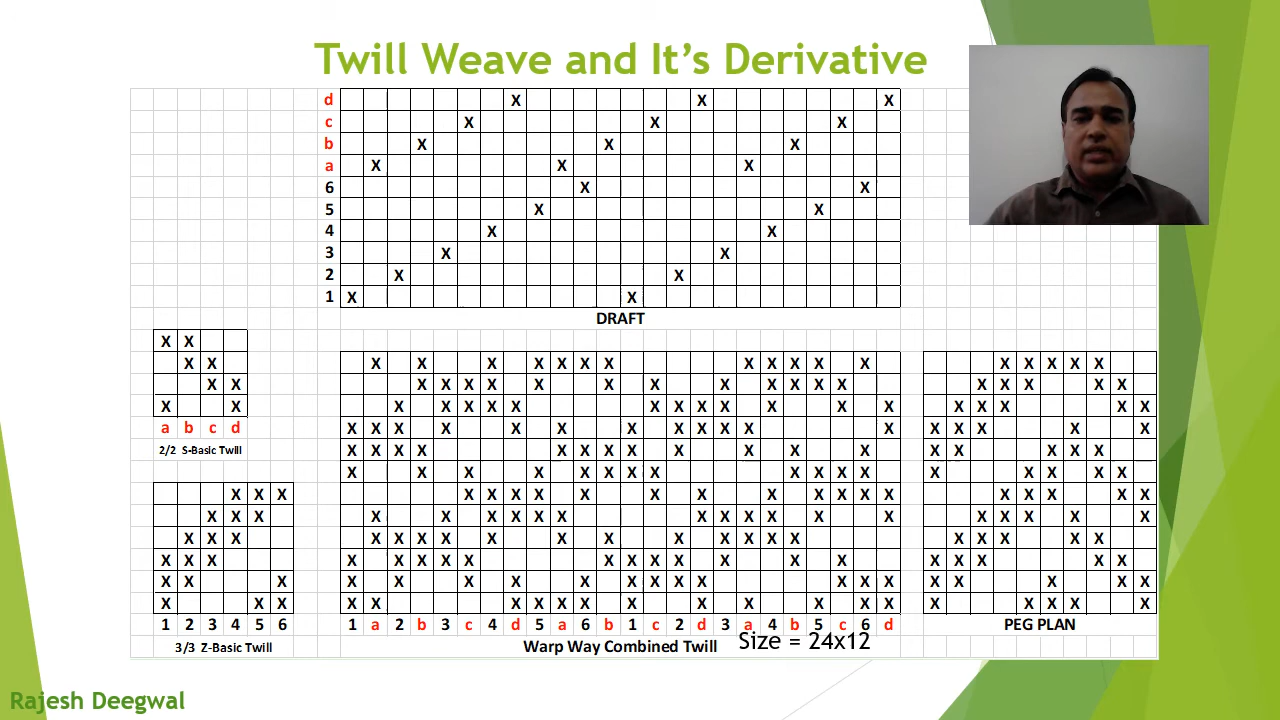 Twill Weave and It's Derivative
d X X X
c X X X
b X X X
a X X X
6 X X
5 X X
4 X X
3 X X
2 X X
1 X X
DRAFT
X X
X X
X X
X X
a b c d
2/2 S-Basic Twill
X X X
X X X
X X X
X X X
X X X
X X X
1 2 3 4 5 6
3/3 Z-Basic Twill
X X X X X X X X X X X X
X X X X X X X X X X X X
X X X X X X X X X X X X
X X X X X X X X X X X X
X X X X X X X X X X X X
X X X X X X X X X X X X
X X X X X X X X X X X X
X X X X X X X X X X X X
X X X X X X X X X X X X
X X X X X X X X X X X X
X X X X X X X X X X X X
X X X X X X X X X X X X
1 a 2 b 3 c 4 d 5 a 6 b 1 c 2 d 3 a 4 b 5 c 6 d
Warp Way Combined Twill
Size = 24x12
X X X X X
X X X X X
X X X X X
X X X X X
X X X X X
X X X X X
X X X X X
X X X X X
X X X X X
X X X X X
X X X X X
X X X X X
PEG PLAN
Rajesh Deegwal